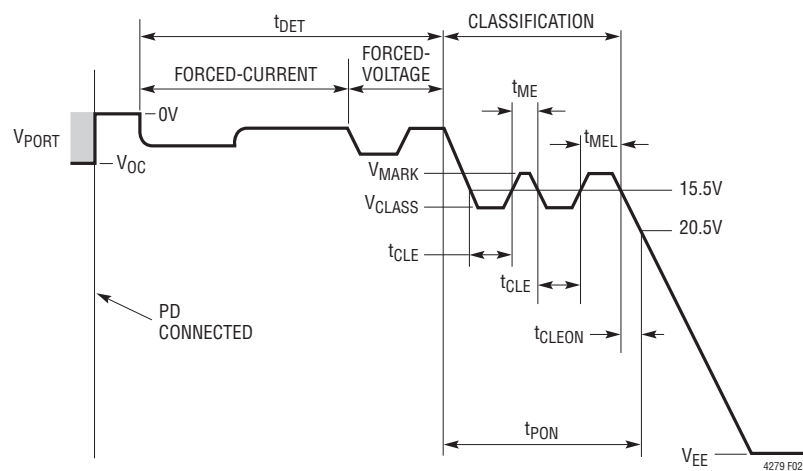 tDET
CLASSIFICATION
FORCED-CURRENT
FORCED-
VOLTAGE
tME
0V
VPORT
VOC
tMEL
VMARK
15.5V
VCLASS
20.5V
tCLE
tCLE
PD
CONNECTED
tCLEON
tPON
VEE
4279 F02